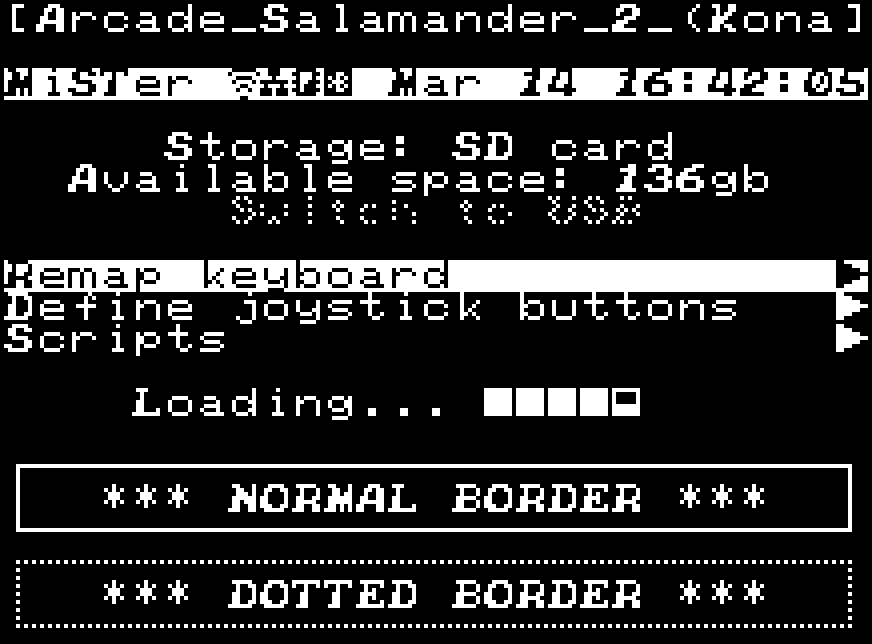 [Arcade_Salamander_2_(Kona]
MiSTer Mar 14 16:42:05
Storage: SD card
Available space: 136gb
Switch to USB
Remap keyboard
Define joystick buttons
Scripts
Loading...
*** NORMAL BORDER ***
*** DOTTED BORDER ***